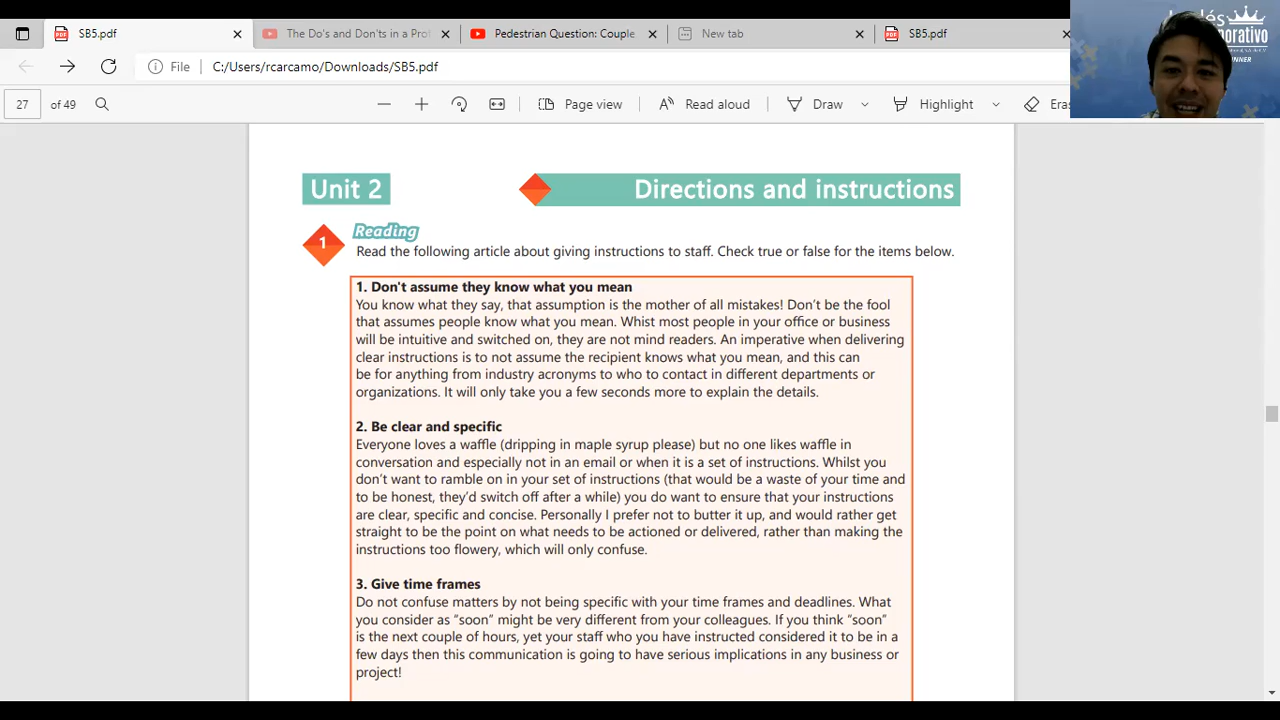 SB5.pdf
The Do's and Don'ts in a Prof
Pedestrian Question: Couple
New tab
SB5.pdf
File C:/Users/rcarcamo/Downloads/SB5.pdf
27 of 49
Page view
Read aloud
Draw
Highlight
Unit 2
Directions and instructions
1 Reading
Read the following article about giving instructions to staff. Check true or false for the items below.
1. Don't assume they know what you mean
You know what they say, that assumption is the mother of all mistakes! Don't be the fool
that assumes people know what you mean. Whist most people in your office or business
will be intuitive and switched on, they are not mind readers. An imperative when delivering
clear instructions is to not assume the recipient knows what you mean, and this can
be for anything from industry acronyms to who to contact in different departments or
organizations. It will only take you a few seconds more to explain the details.
2. Be clear and specific
Everyone loves a waffle (dripping in maple syrup please) but no one likes waffle in
conversation and especially not in an email or when it is a set of instructions. Whilst you
don't want to ramble on in your set of instructions (that would be a waste of your time and
to be honest, they'd switch off after a while) you do want to ensure that your instructions
are clear, specific and concise. Personally I prefer not to butter it up, and would rather get
straight to be the point on what needs to be actioned or delivered, rather than making the
instructions too flowery, which will only confuse.
3. Give time frames
Do not confuse matters by not being specific with your time frames and deadlines. What
you consider as "soon" might be very different from your colleagues. If you think "soon"
is the next couple of hours, yet your staff who you have instructed considered it to be in a
few days then this communication is going to have serious implications in any business or
project!